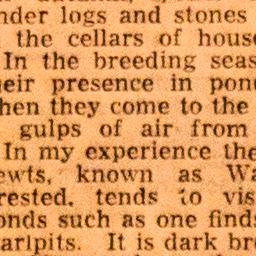 nder logs and stones
the cellars of house
In the breeding seas
eir presence in pon
hen they come to the
gulps of air from
In my experience the
ewts, known as Wa
rested, tends to vis
onds such as one finds
arlpits. It is dark br